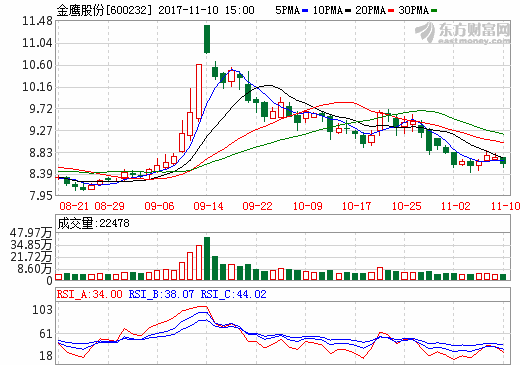 金鹰股份[600232] 2017-11-10 15:00 5PMA 10PMA 20PMA 30PMA
东方财富网
eastmoney.com
11.48
11.04
10.60
10.16
9.72
9.27
8.83
8.39
7.95
08-21 08-29 09-06 09-14 09-22 10-09 10-17 10-25 11-02 11-10
成交量:22478
47.97万
34.85万
21.72万
8.60万
0
RSI_A:34.00 RSI_B:38.07 RSI_C:44.02
103
61
18